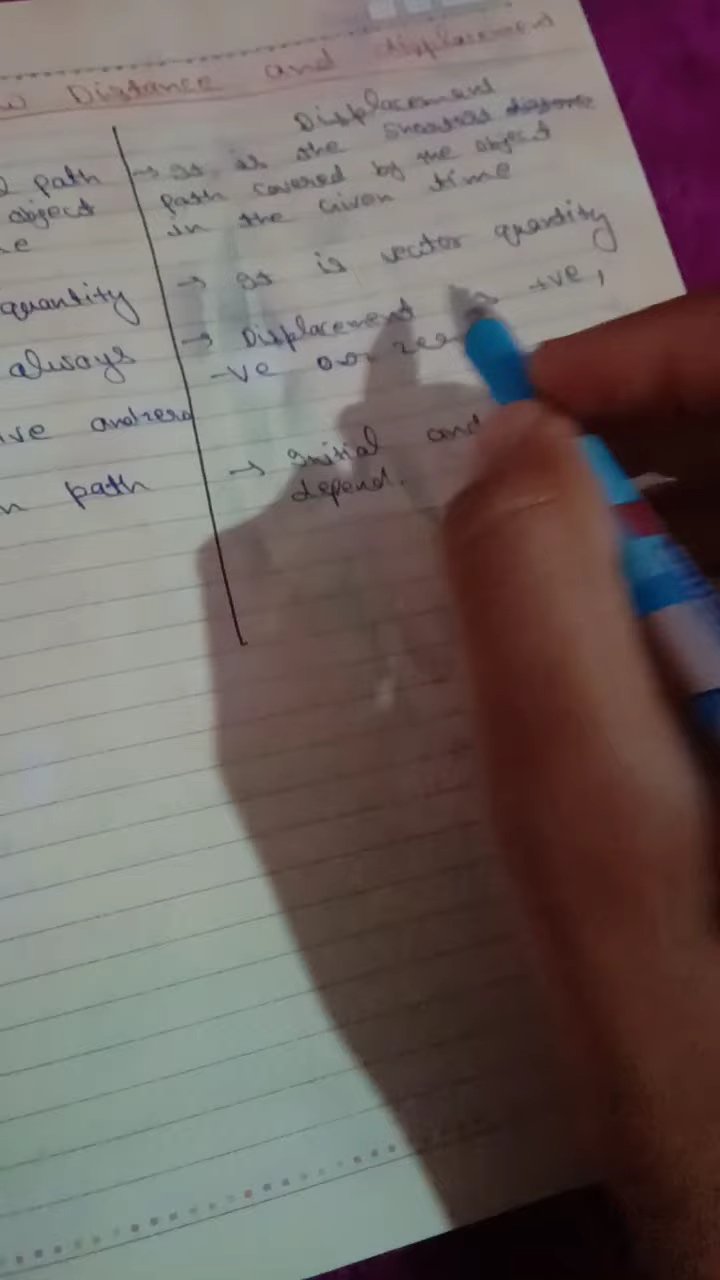 w Distance and displacement
path
object
e
quantity
always
ive and zero
n path
Displacement
→ It is the shortest distance
path covered by the object
in the Given time
→ It is vector quantity
→ Displacement is +ve,
-ve or zero
→ Initial and
depend.